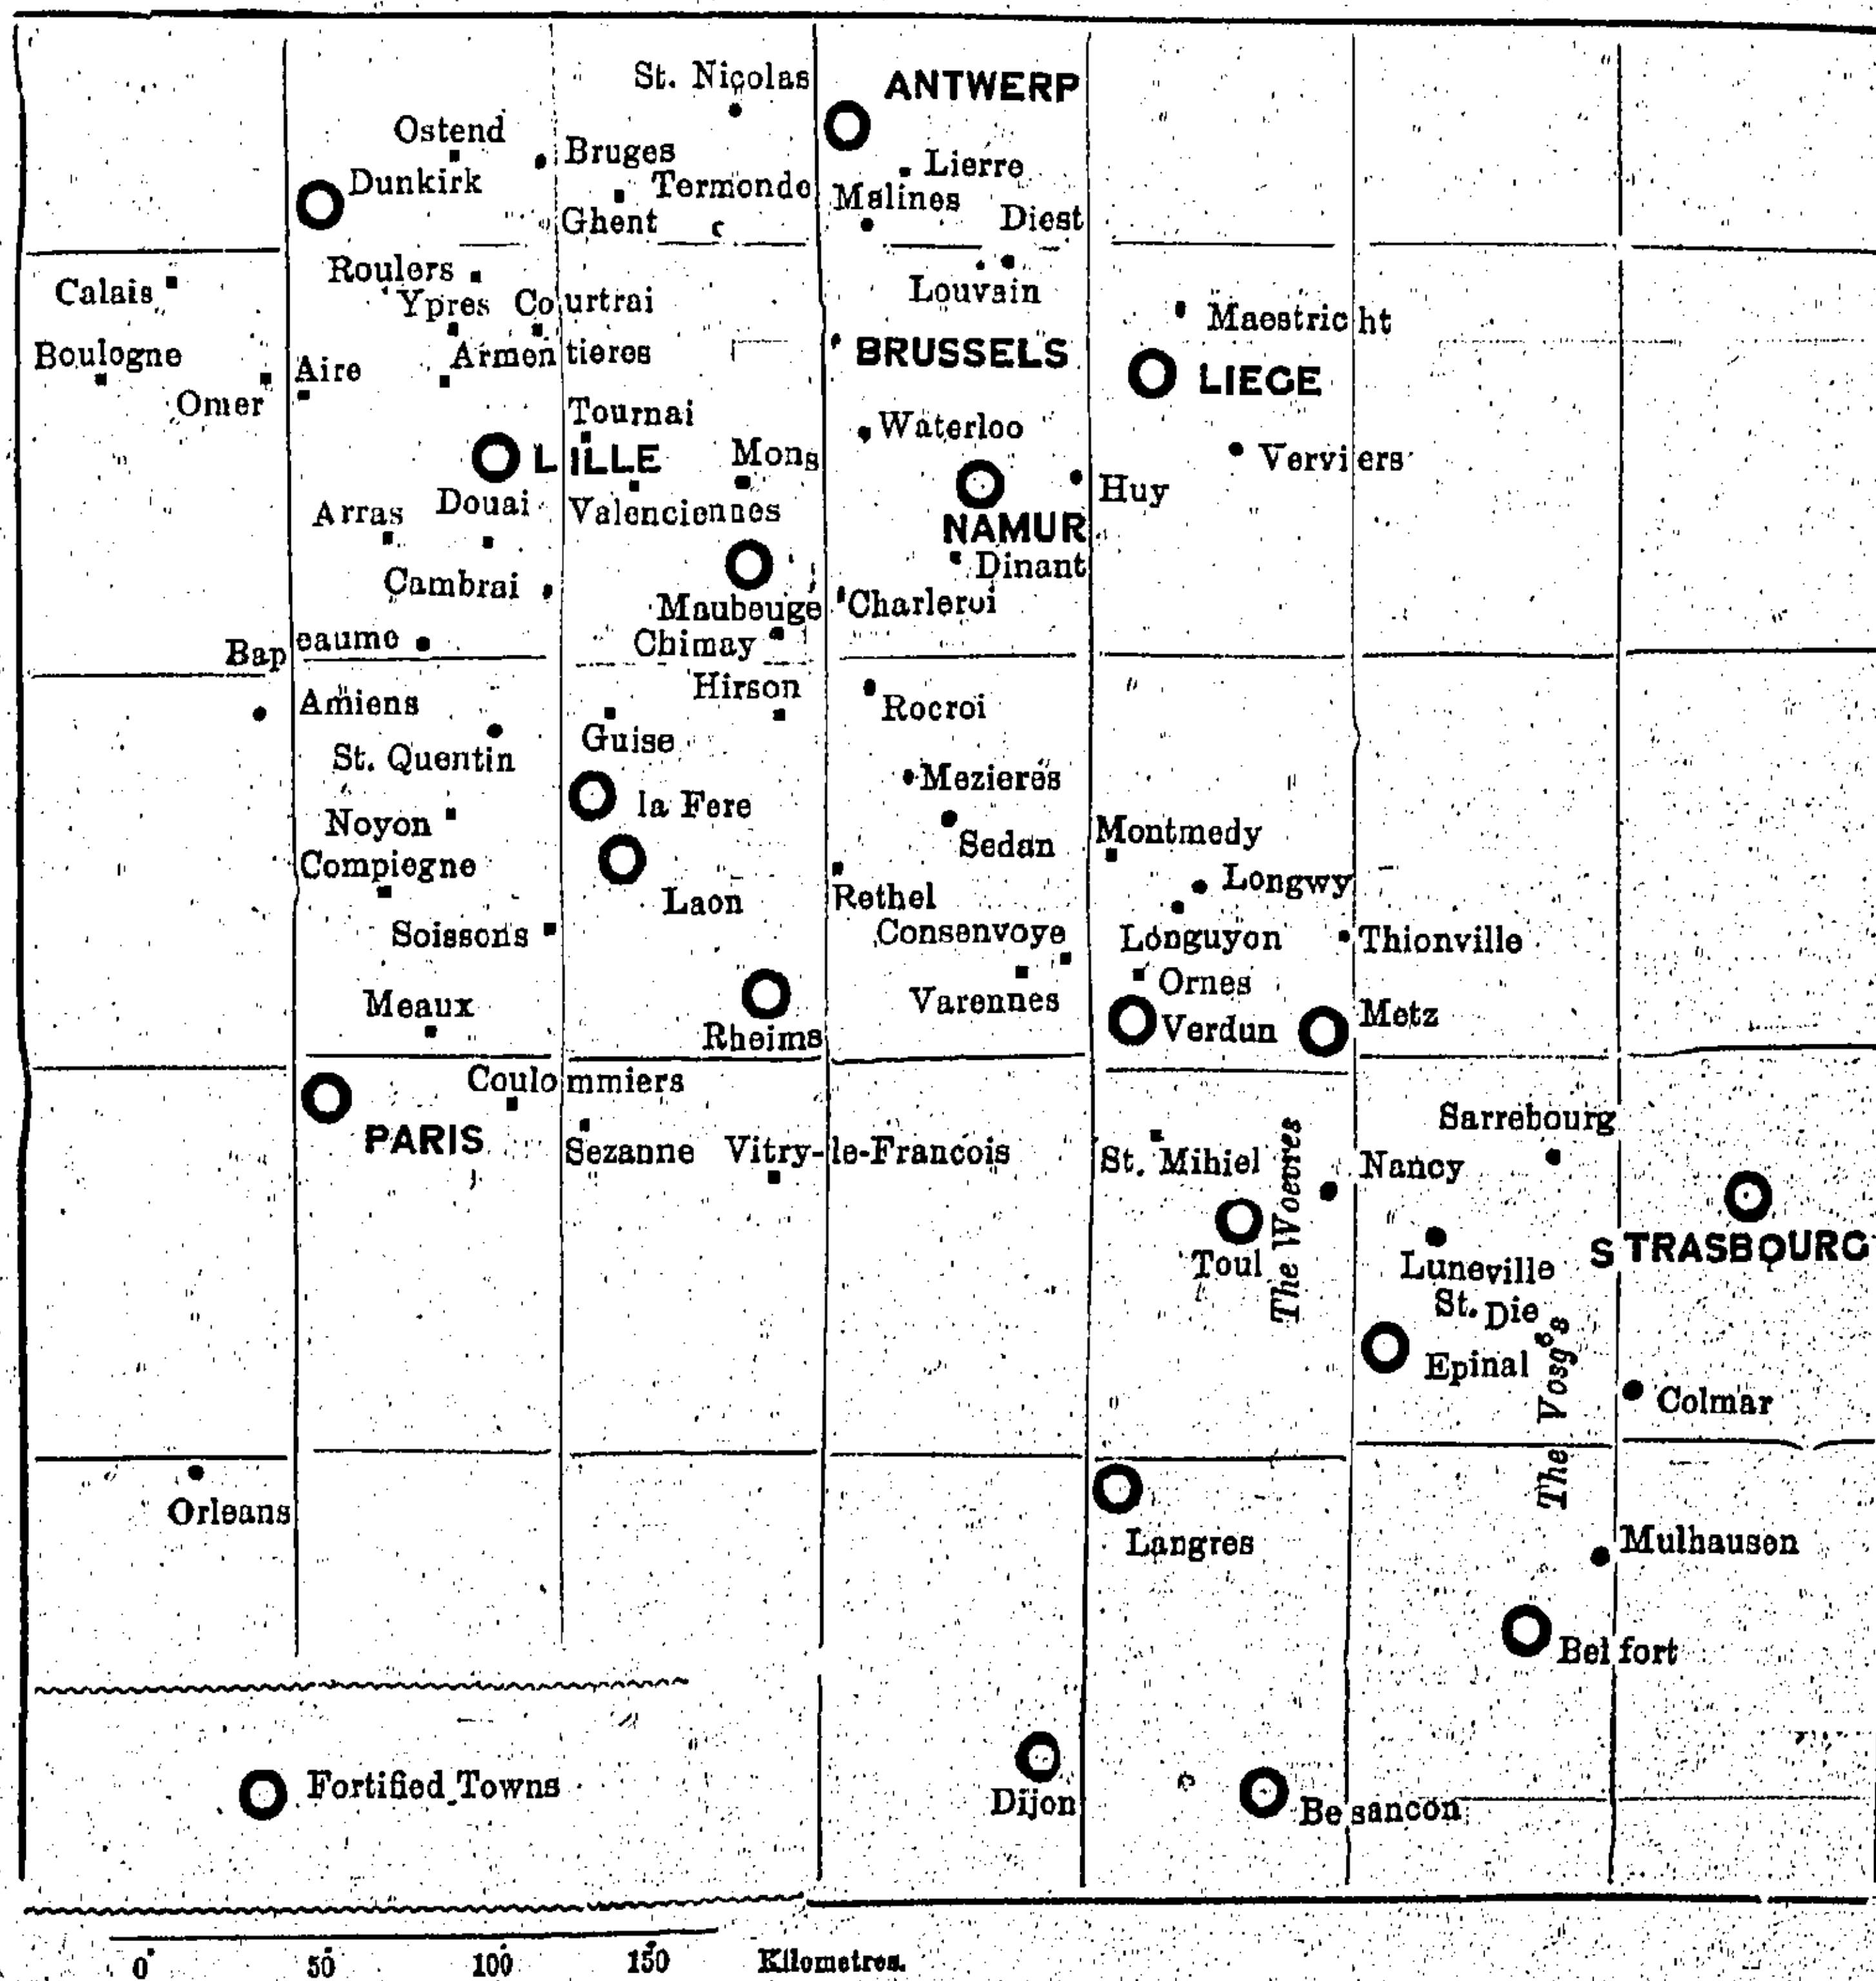 St. Nicolas
ANTWERP
Ostend
Bruges
Lierre
Dunkirk
Termonde
Malines
Ghent
Diest
Roulers
Calais
Ypres
Courtrai
Louvain
Maestricht
Boulogne
Armentieres
BRUSSELS
Aire
LIEGE
Omer
Tournai
Waterloo
LILLE
Mons
Verviers
Huy
Arras
Douai
Valenciennes
NAMUR
Dinant
Cambrai
Maubeuge
Charleroi
Bapeaume
Chimay
Hirson
Amiens
Rocroi
Guise
St. Quentin
Mezieres
la Fere
Noyon
Sedan
Montmedy
Compiegne
Longwy
Laon
Rethel
Soissons
Consenvoye
Longuyon
Thionville
Ornes
Meaux
Varennes
Metz
Rheims
Verdun
Coulommiers
Sarrebourg
PARIS
Sezanne
Vitry-le-Francois
St. Mihiel
The Woevres
Nancy
STRASBOURG
Toul
Luneville
St. Die
Epinal
The Vosges
Colmar
Orleans
Langres
Mulhausen
Belfort
Fortified Towns
Dijon
Besancon
0 50 100 150 Kilometres.